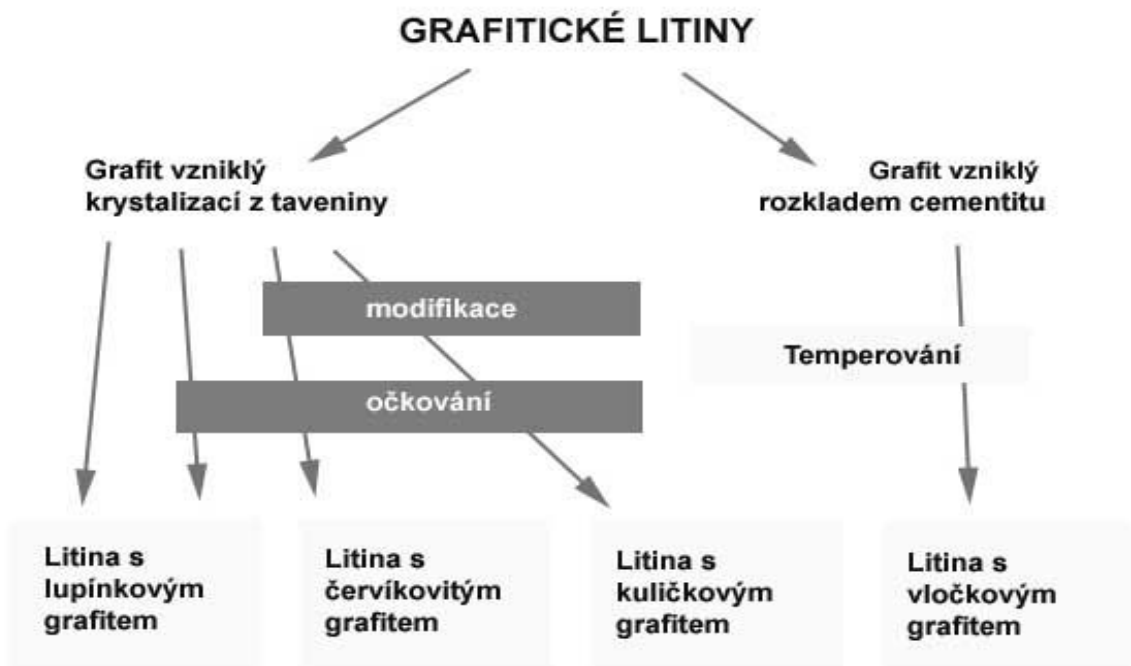 GRAFITICKÉ LITINY
Grafit vzniklý
krystalizací z taveniny
Grafit vzniklý
rozkladem cementitu
modifikace
Temperování
očkování
Litina s
lupínkovým
grafitem
Litina s
červíkovitým
grafitem
Litina s
kuličkovým
grafitem
Litina s
vločkovým
grafitem